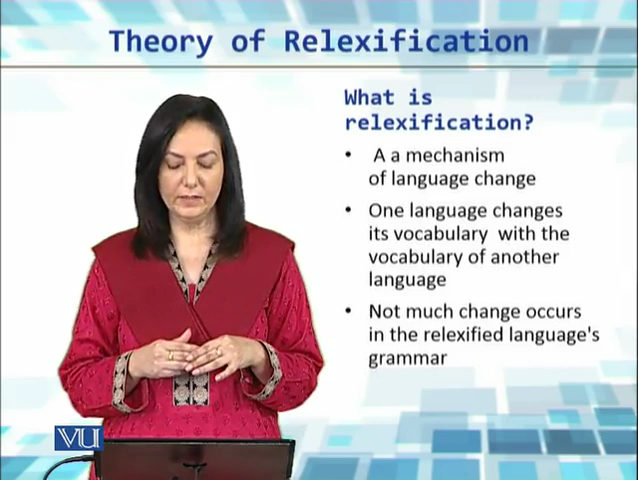 Theory of Relexification
What is
relexification?
• A a mechanism
of language change
• One language changes
its vocabulary with the
vocabulary of another
language
• Not much change occurs
in the relexified language's
grammar
VU